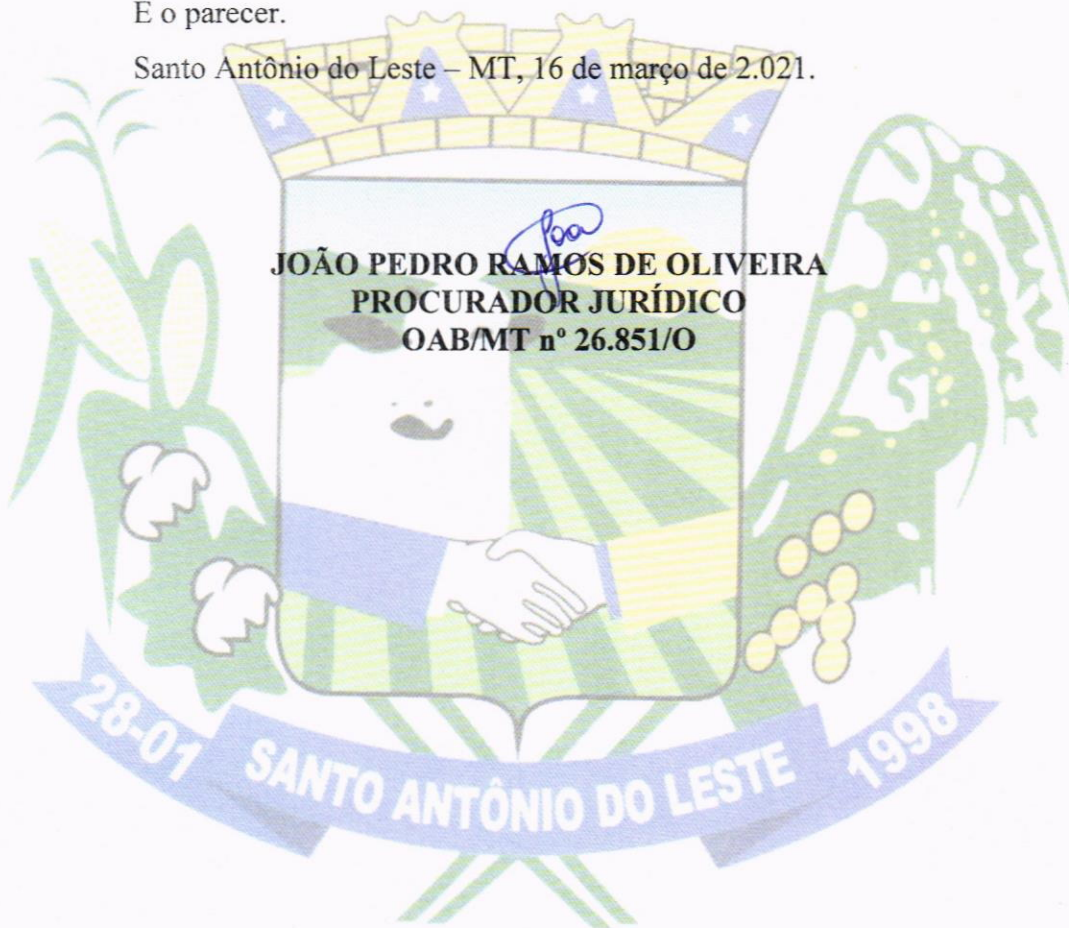 É o parecer.
Santo Antônio do Leste – MT, 16 de março de 2.021.
JOÃO PEDRO RAMOS DE OLIVEIRA
PROCURADOR JURÍDICO
OAB/MT nº 26.851/O
28-01 SANTO ANTÔNIO DO LESTE 1998